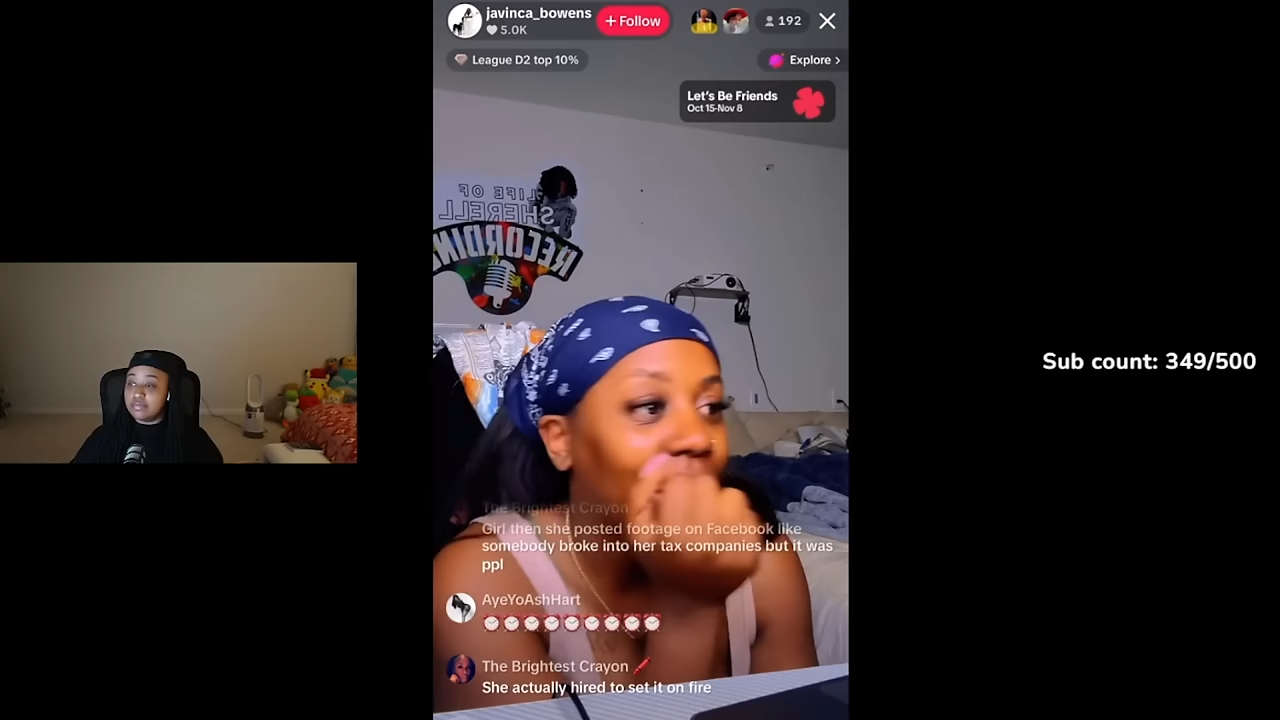 javinca_bowens
5.0K
+ Follow
192
League D2 top 10%
Explore >
Let's Be Friends
Oct 15-Nov 8
LIFE OF
SHERELL
RECORDIN
Sub count: 349/500
The Brightest Crayon
Girl then she posted footage on Facebook like
somebody broke into her tax companies but it was
ppl
AyeYoAshHart
⏰⏰⏰⏰⏰⏰⏰⏰⏰
The Brightest Crayon 🖍️
She actually hired to set it on fire